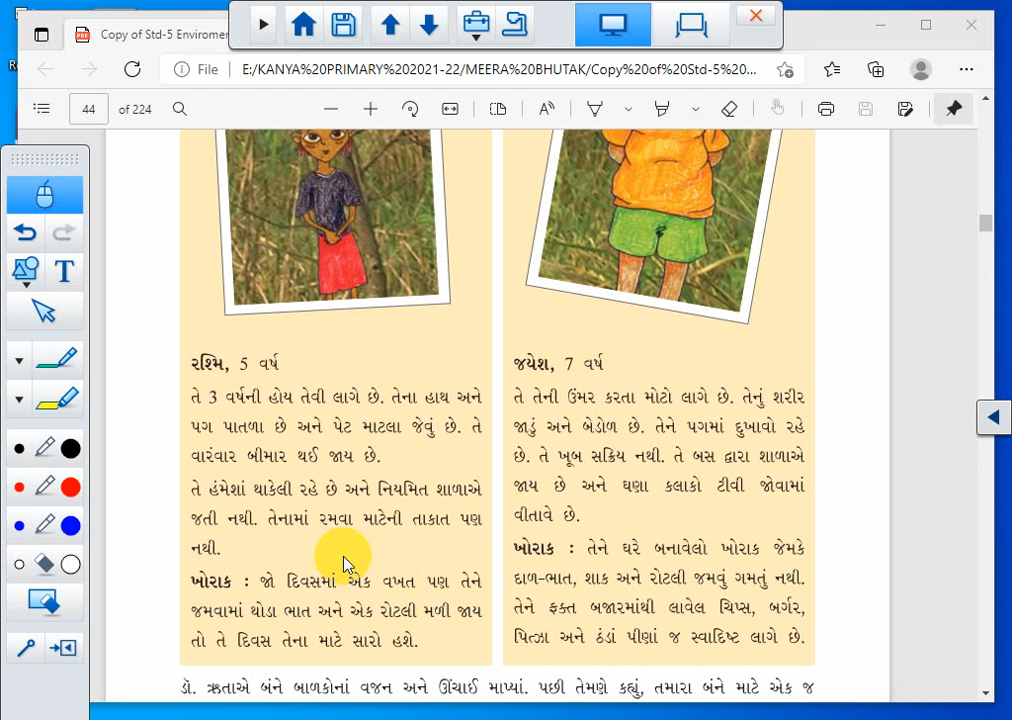 Copy of Std-5 Enviromen
File
E:/KANYA%20PRIMARY%202021-22/MEERA%20BHUTAK/Copy%20of%20Std-5%20...
44 of 224
રશ્મિ, 5 વર્ષ
તે 3 વર્ષની હોય તેવી લાગે છે. તેના હાથ અને
પગ પાતળા છે અને પેટ માટલા જેવું છે. તે
વારંવાર બીમાર થઈ જાય છે.
તે હંમેશાં થાકેલી રહે છે અને નિયમિત શાળાએ
જતી નથી. તેનામાં રમવા માટેની તાકાત પણ
નથી.
ખોરાક : જો દિવસમાં એક વખત પણ તેને
જમવામાં થોડા ભાત અને એક રોટલી મળી જાય
તો તે દિવસ તેના માટે સારો હશે.
જયેશ, 7 વર્ષ
તે તેની ઉંમર કરતા મોટો લાગે છે. તેનું શરીર
જાડું અને બેડોળ છે. તેને પગમાં દુખાવો રહે
છે. તે ખૂબ સક્રિય નથી. તે બસ દ્વારા શાળાએ
જાય છે અને ઘણા કલાકો ટીવી જોવામાં
વીતાવે છે.
ખોરાક : તેને ઘરે બનાવેલો ખોરાક જેમકે
દાળ-ભાત, શાક અને રોટલી જમવું ગમતું નથી.
તેને ફક્ત બજારમાંથી લાવેલ ચિપ્સ, બર્ગર,
પિત્ઝા અને ઠંડાં પીણાં જ સ્વાદિષ્ટ લાગે છે.
ડૉ. ઋતાએ બંને બાળકોનાં વજન અને ઊંચાઈ માપ્યાં. પછી તેમણે કહ્યું, તમારા બંને માટે એક જ